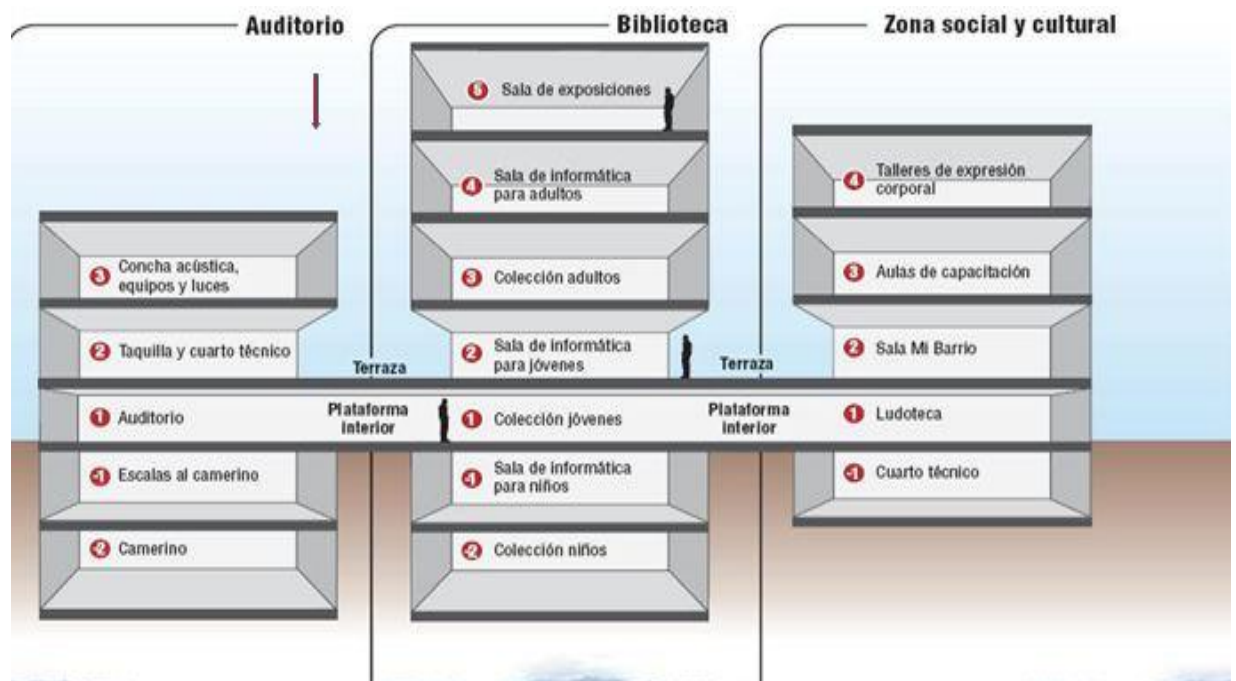 Auditorio
3 Concha acústica,
equipos y luces
2 Taquilla y cuarto técnico
1 Auditorio
-1 Escalas al camerino
-2 Camerino
Terraza
Plataforma
interior
Biblioteca
5 Sala de exposiciones
4 Sala de informática
para adultos
3 Colección adultos
2 Sala de informática
para jóvenes
1 Colección jóvenes
-1 Sala de informática
para niños
-2 Colección niños
Terraza
Plataforma
interior
Zona social y cultural
4 Talleres de expresión
corporal
3 Aulas de capacitación
2 Sala Mi Barrio
1 Ludoteca
-1 Cuarto técnico